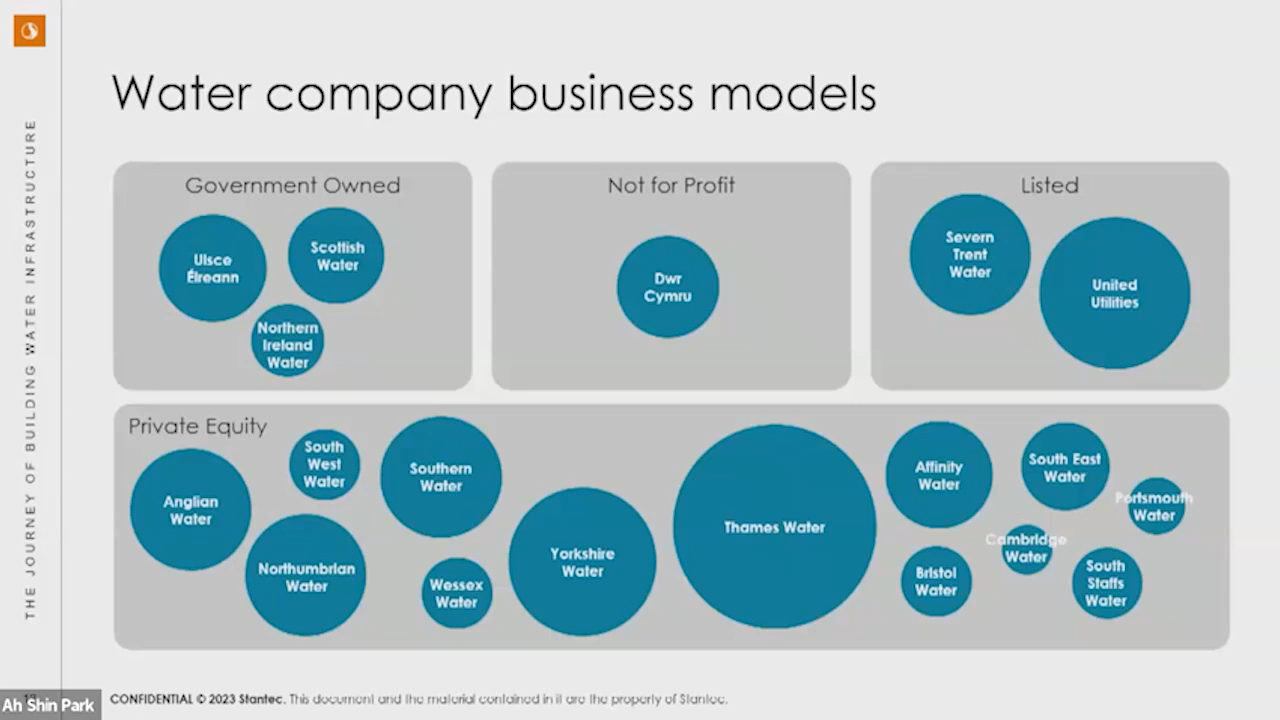 Water company business models
THE JOURNEY OF BUILDING WATER INFRASTRUCTURE
Government Owned
Uisce
Éireann
Scottish
Water
Northern
Ireland
Water
Not for Profit
Dwr
Cymru
Listed
Severn
Trent
Water
United
Utilities
Private Equity
Anglian
Water
South
West
Water
Northumbrian
Water
Southern
Water
Wessex
Water
Yorkshire
Water
Thames Water
Affinity
Water
Bristol
Water
South East
Water
Cambridge
Water
Portsmouth
Water
South
Staffs
Water
CONFIDENTIAL © 2023 Stantec. This document and the material contained in it are the property of Stantec.
Ah Shin Park